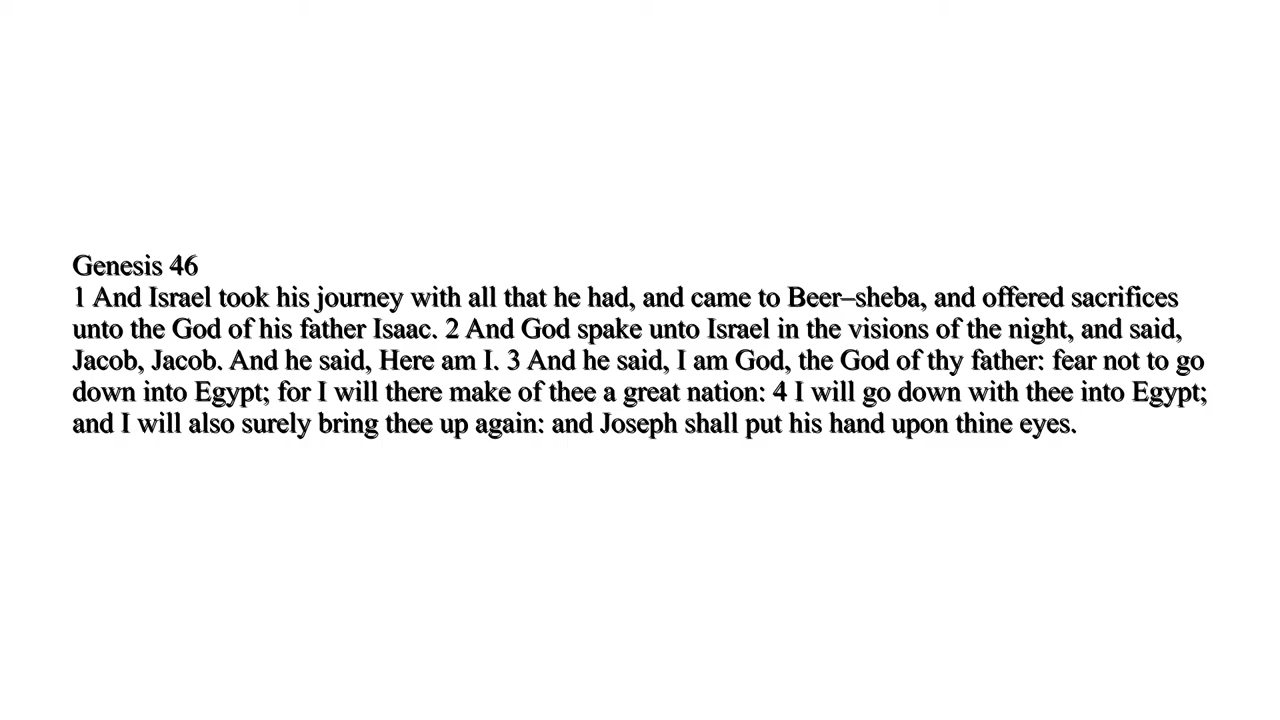 Genesis 46
1 And Israel took his journey with all that he had, and came to Beer–sheba, and offered sacrifices
unto the God of his father Isaac. 2 And God spake unto Israel in the visions of the night, and said,
Jacob, Jacob. And he said, Here am I. 3 And he said, I am God, the God of thy father: fear not to go
down into Egypt; for I will there make of thee a great nation: 4 I will go down with thee into Egypt;
and I will also surely bring thee up again: and Joseph shall put his hand upon thine eyes.